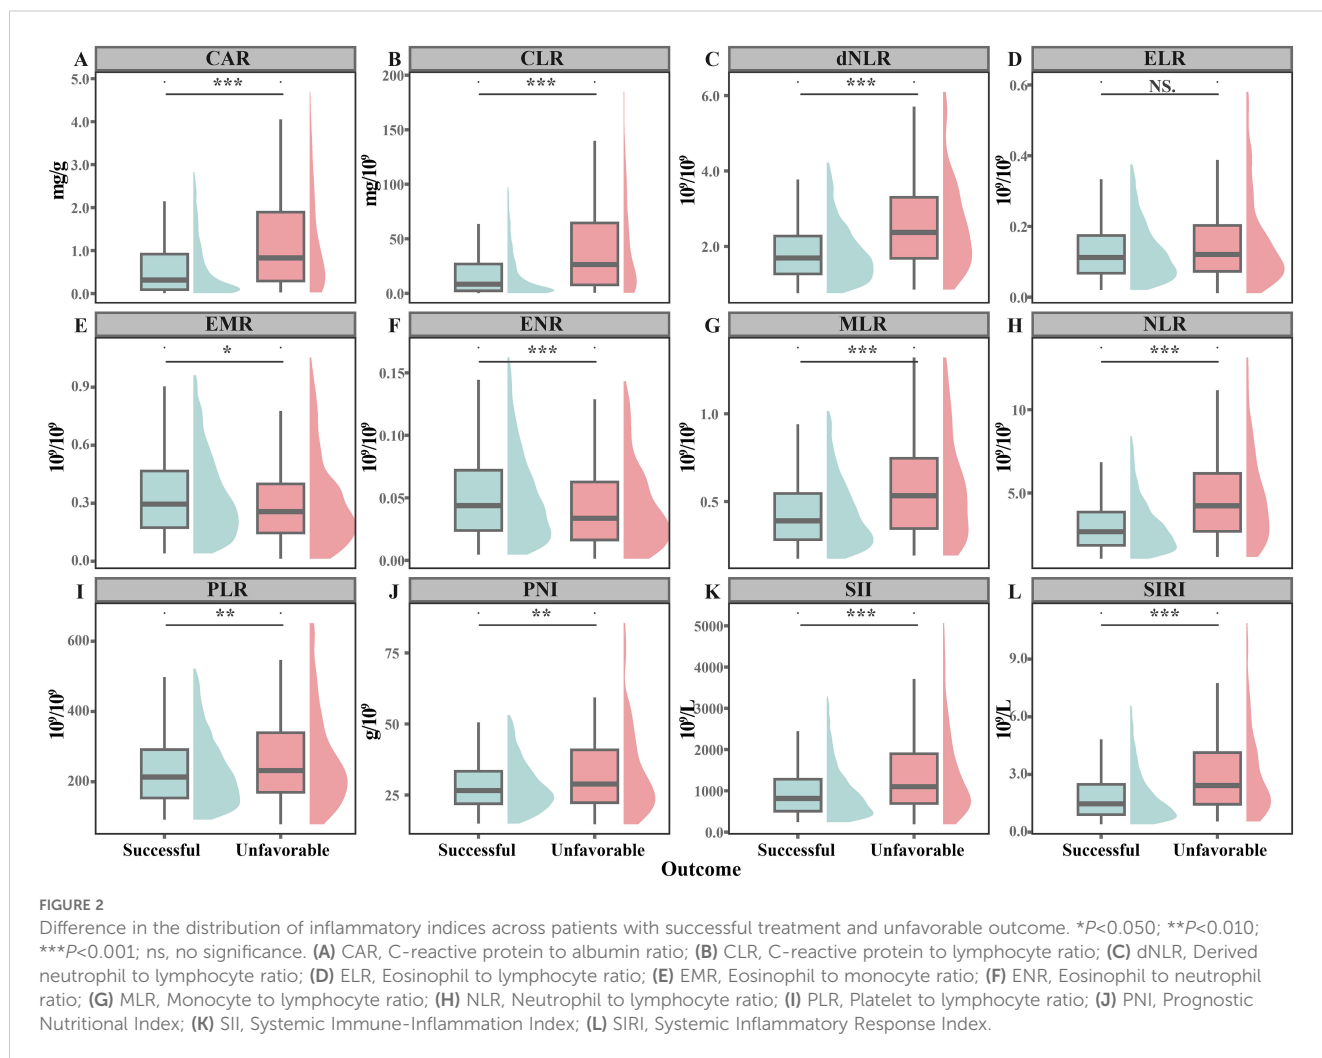 A CAR
B CLR
C dNLR
D ELR
mg/g
5.0
4.0
3.0
2.0
1.0
0.0
***
mg/10⁹
200
150
100
50
0
***
10⁹/10⁹
6.0
4.0
2.0
***
10⁹/10⁹
0.6
0.4
0.2
0.0
NS.
E EMR
F ENR
G MLR
H NLR
10⁹/10⁹
0.9
0.6
0.3
0.0
*
10⁹/10⁹
0.15
0.10
0.05
0.00
***
10⁹/10⁹
1.0
0.5
***
10⁹/10⁹
10
5.0
***
I PLR
J PNI
K SII
L SIRI
10⁹/10⁹
600
400
200
**
g/10⁹
75
50
25
**
10⁹/L
5000
4000
3000
2000
1000
0.0
***
10⁹/L
9.0
6.0
3.0
0.0
***
Successful Unfavorable Successful Unfavorable Successful Unfavorable Successful Unfavorable
Outcome
FIGURE 2
Difference in the distribution of inflammatory indices across patients with successful treatment and unfavorable outcome. *P<0.050; **P<0.010;
***P<0.001; ns, no significance. (A) CAR, C-reactive protein to albumin ratio; (B) CLR, C-reactive protein to lymphocyte ratio; (C) dNLR, Derived
neutrophil to lymphocyte ratio; (D) ELR, Eosinophil to lymphocyte ratio; (E) EMR, Eosinophil to monocyte ratio; (F) ENR, Eosinophil to neutrophil
ratio; (G) MLR, Monocyte to lymphocyte ratio; (H) NLR, Neutrophil to lymphocyte ratio; (I) PLR, Platelet to lymphocyte ratio; (J) PNI, Prognostic
Nutritional Index; (K) SII, Systemic Immune-Inflammation Index; (L) SIRI, Systemic Inflammatory Response Index.